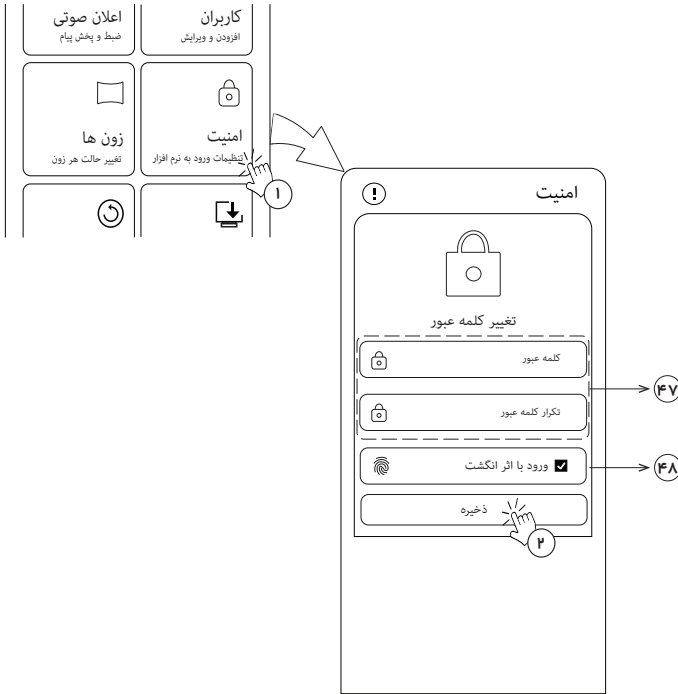 کاربران
افزودن و ویرایش
اعلان صوتی
ضبط و پخش پیام
امنیت
تنظیمات ورود به نرم افزار
زون ها
تغییر حالت هر زون
۱
امنیت
تغییر کلمه عبور
کلمه عبور
تکرار کلمه عبور
۴۷
ورود با اثر انگشت
۴۸
ذخیره
۲